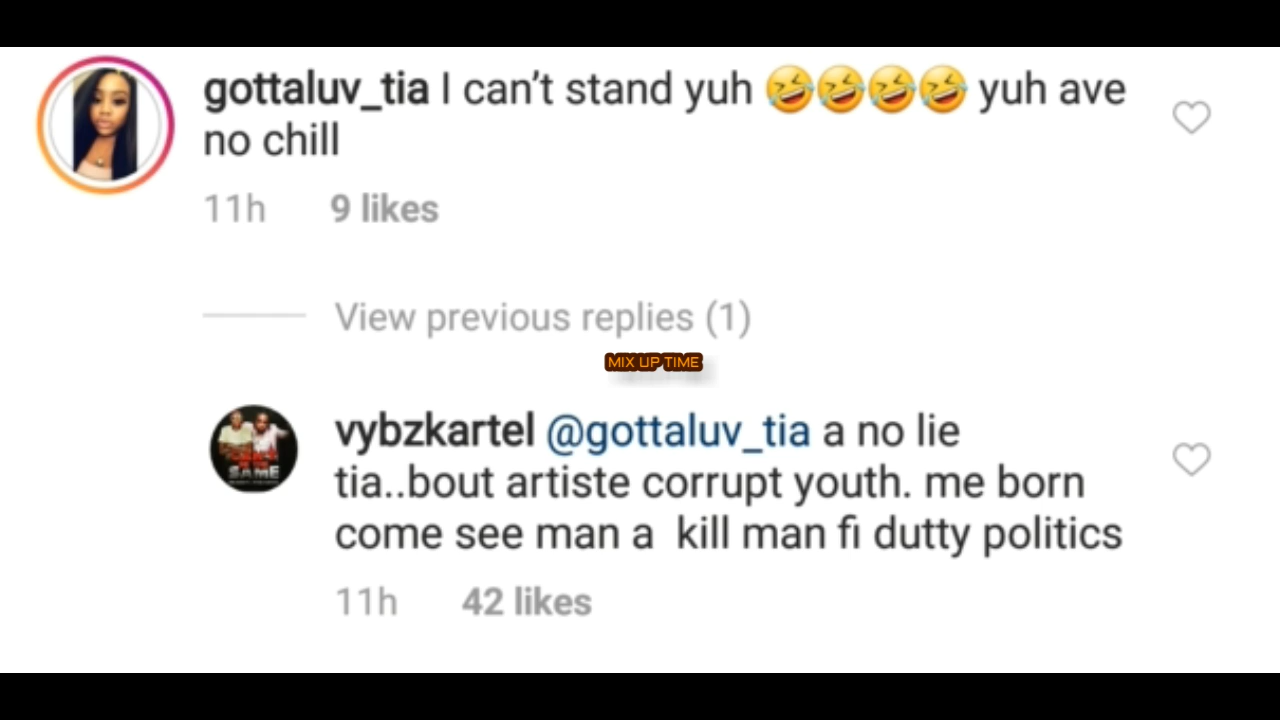 gottaluv_tia I can't stand yuh 🤣🤣🤣🤣 yuh ave
no chill
11h 9 likes
View previous replies (1)
MIX UP TIME
vybzkartel @gottaluv_tia a no lie
tia..bout artiste corrupt youth. me born
come see man a kill man fi dutty politics
11h 42 likes
SAME